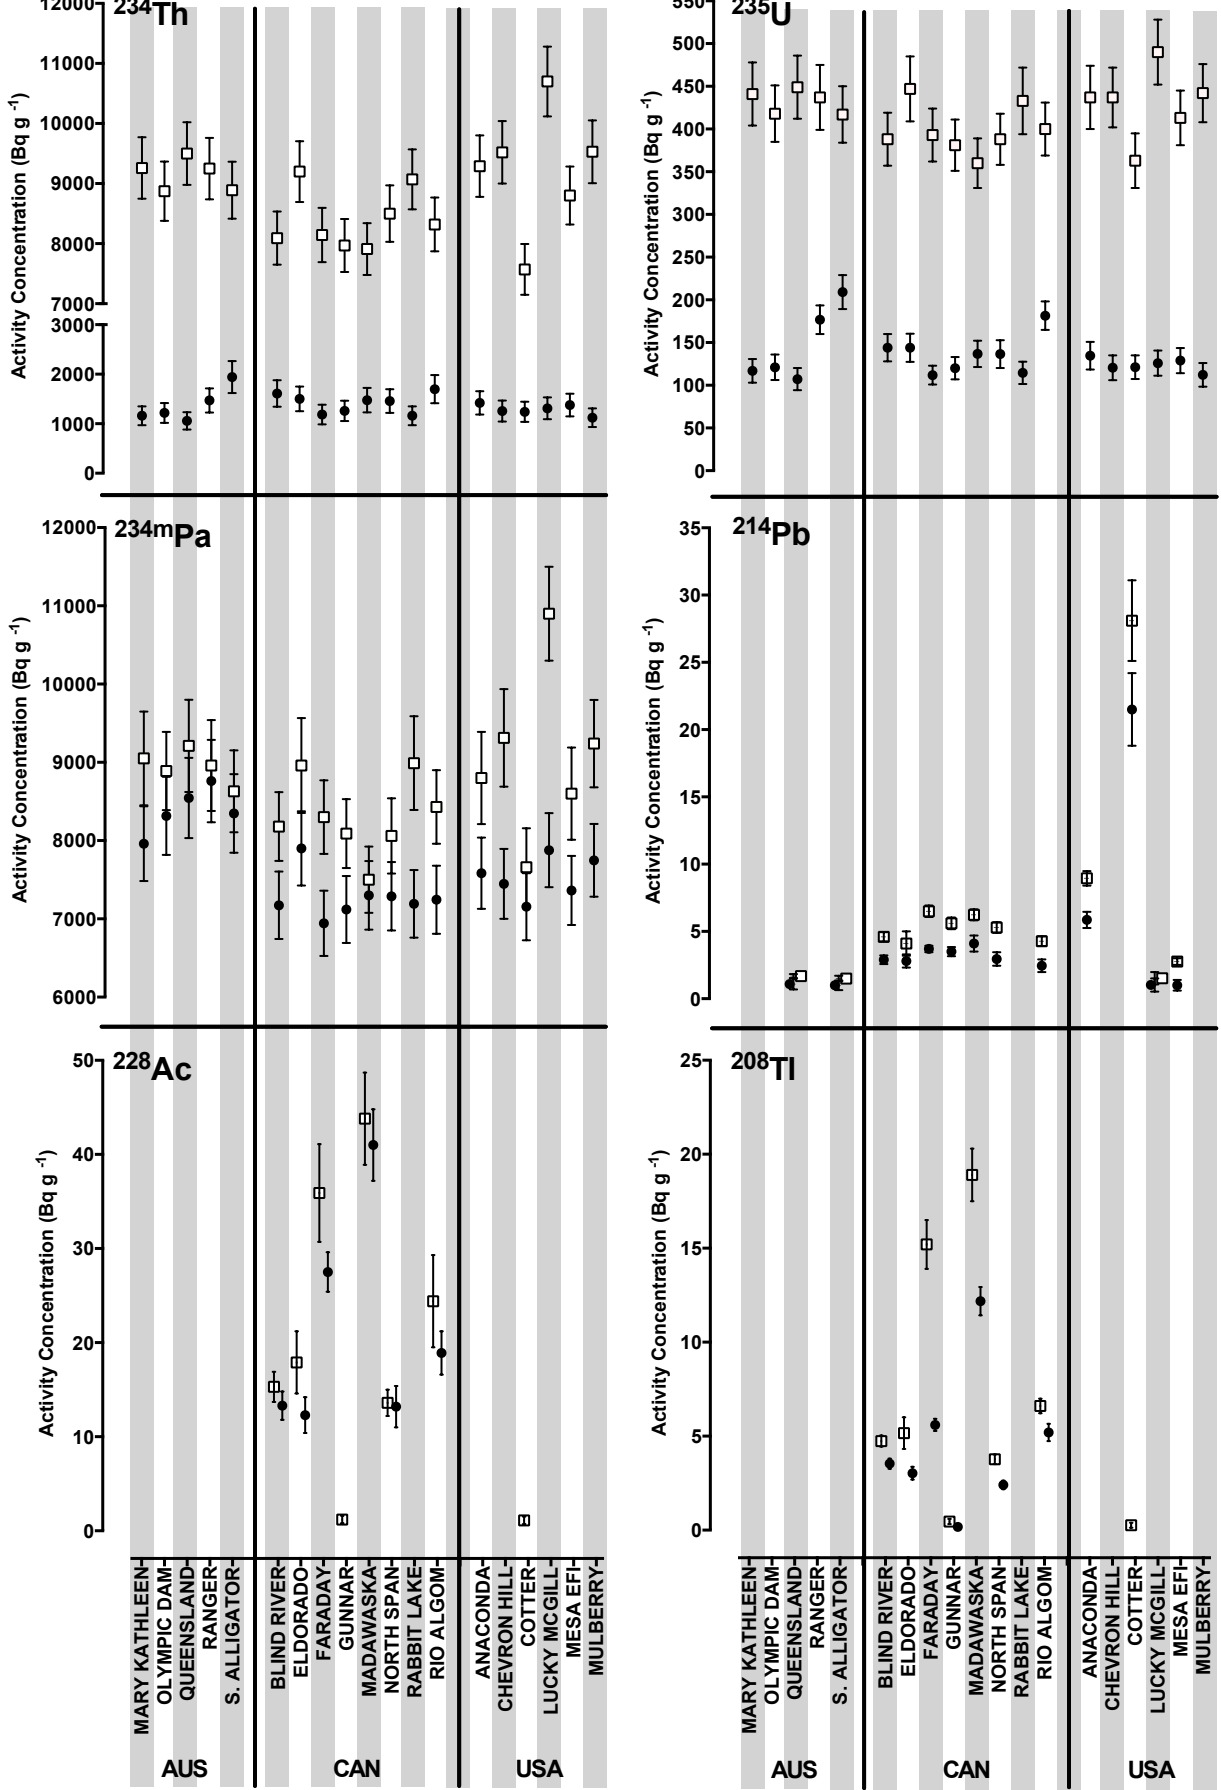 234Th
Activity Concentration (Bq g -1)
12000
11000
10000
9000
8000
7000
3000
2000
1000
0
235U
Activity Concentration (Bq g -1)
550
500
450
400
350
300
250
200
150
100
50
0
234mPa
Activity Concentration (Bq g -1)
12000
11000
10000
9000
8000
7000
6000
214Pb
Activity Concentration (Bq g -1)
35
30
25
20
15
10
5
0
228Ac
Activity Concentration (Bq g -1)
50
40
30
20
10
0
208Tl
Activity Concentration (Bq g -1)
25
20
15
10
5
0
MARY KATHLEEN
OLYMPIC DAM
QUEENSLAND
RANGER
S. ALLIGATOR
BLIND RIVER
ELDORADO
FARADAY
GUNNAR
MADAWASKA
NORTH SPAN
RABBIT LAKE
RIO ALGOM
ANACONDA
CHEVRON HILL
COTTER
LUCKY MCGILL
MESA EFI
MULBERRY
AUS
CAN
USA
MARY KATHLEEN
OLYMPIC DAM
QUEENSLAND
RANGER
S. ALLIGATOR
BLIND RIVER
ELDORADO
FARADAY
GUNNAR
MADAWASKA
NORTH SPAN
RABBIT LAKE
RIO ALGOM
ANACONDA
CHEVRON HILL
COTTER
LUCKY MCGILL
MESA EFI
MULBERRY
AUS
CAN
USA